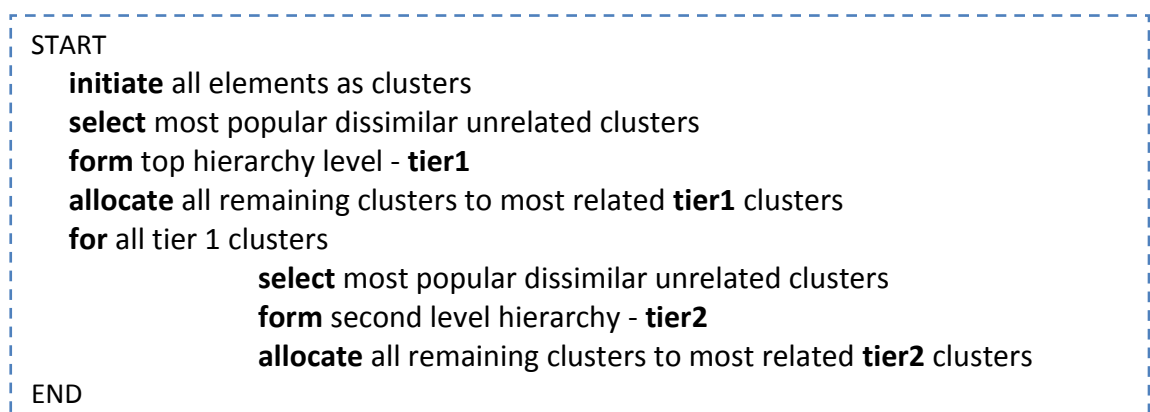 START
initiate all elements as clusters
select most popular dissimilar unrelated clusters
form top hierarchy level - tier1
allocate all remaining clusters to most related tier1 clusters
for all tier 1 clusters
select most popular dissimilar unrelated clusters
form second level hierarchy - tier2
allocate all remaining clusters to most related tier2 clusters
END